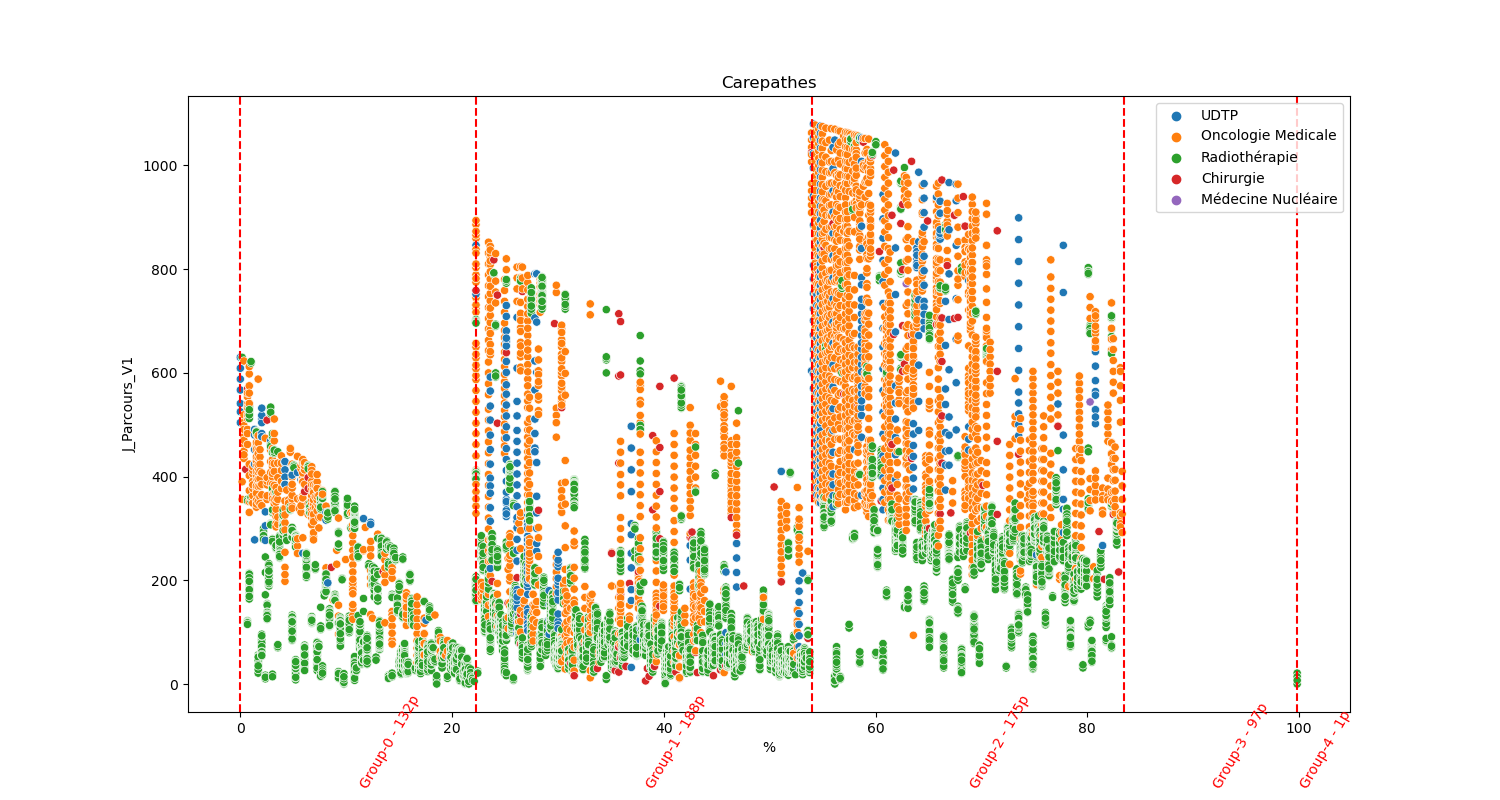 Carepathes
UDTP
Oncologie Medicale
Radiothérapie
Chirurgie
Médecine Nucléaire
J_Parcours_V1
1000
800
600
400
200
0
0
20
40
60
80
100
%
Group-0 - 132p
Group-1 - 188p
Group-2 - 175p
Group-3 - 97p
Group-4 - 1p